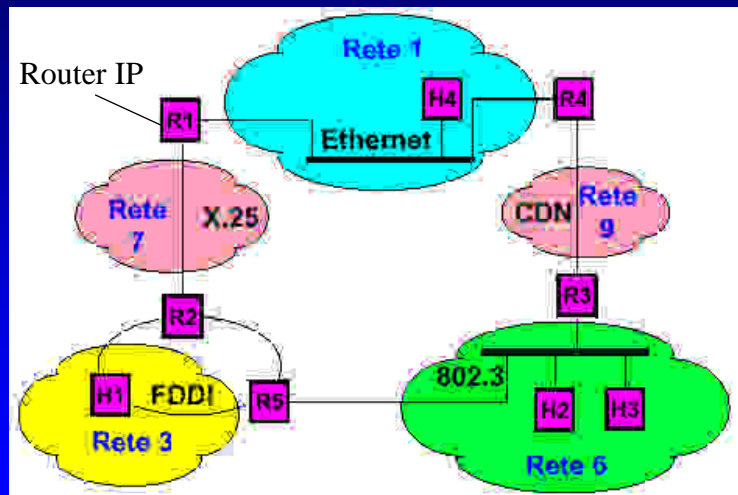 Rete 1
Router IP
H4
R4
R1
Ethernet
Rete
7
X.25
CDN
Rete
9
R2
R3
H1
FDDI
R5
802.3
H2
H3
Rete 3
Rete 6